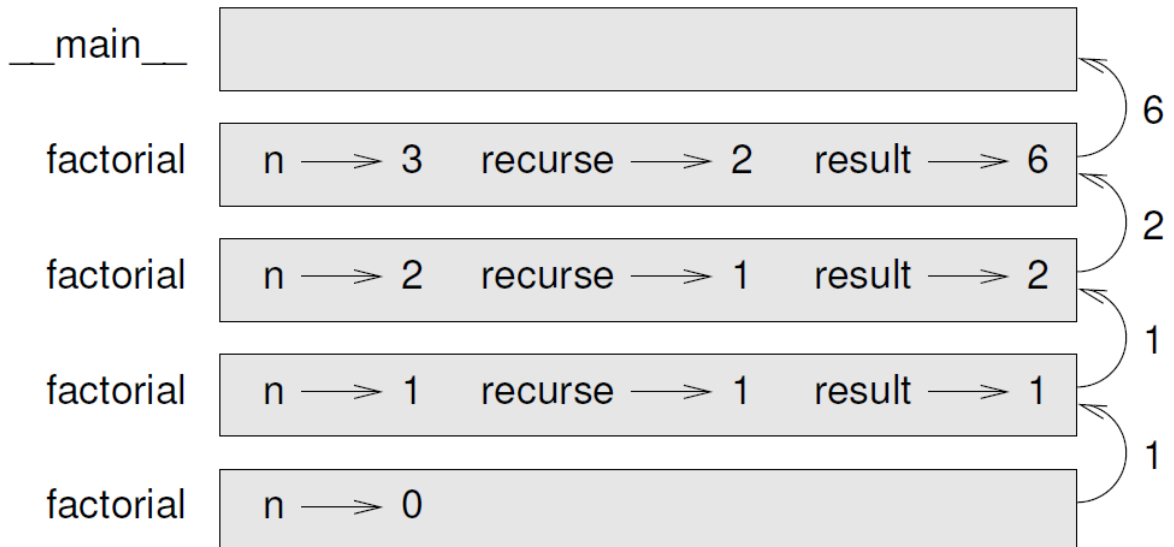 __main__
6
factorial n 3 recurse 2 result 6
2
factorial n 2 recurse 1 result 2
1
factorial n 1 recurse 1 result 1
1
factorial n 0